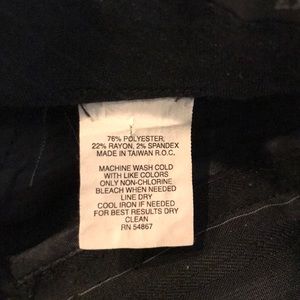 76% POLYESTER,
22% RAYON, 2% SPANDEX
MADE IN TAIWAN R.O.C.
MACHINE WASH COLD
WITH LIKE COLORS
ONLY NON-CHLORINE
BLEACH WHEN NEEDED
LINE DRY
COOL IRON IF NEEDED
FOR BEST RESULTS DRY
CLEAN
RN 54867